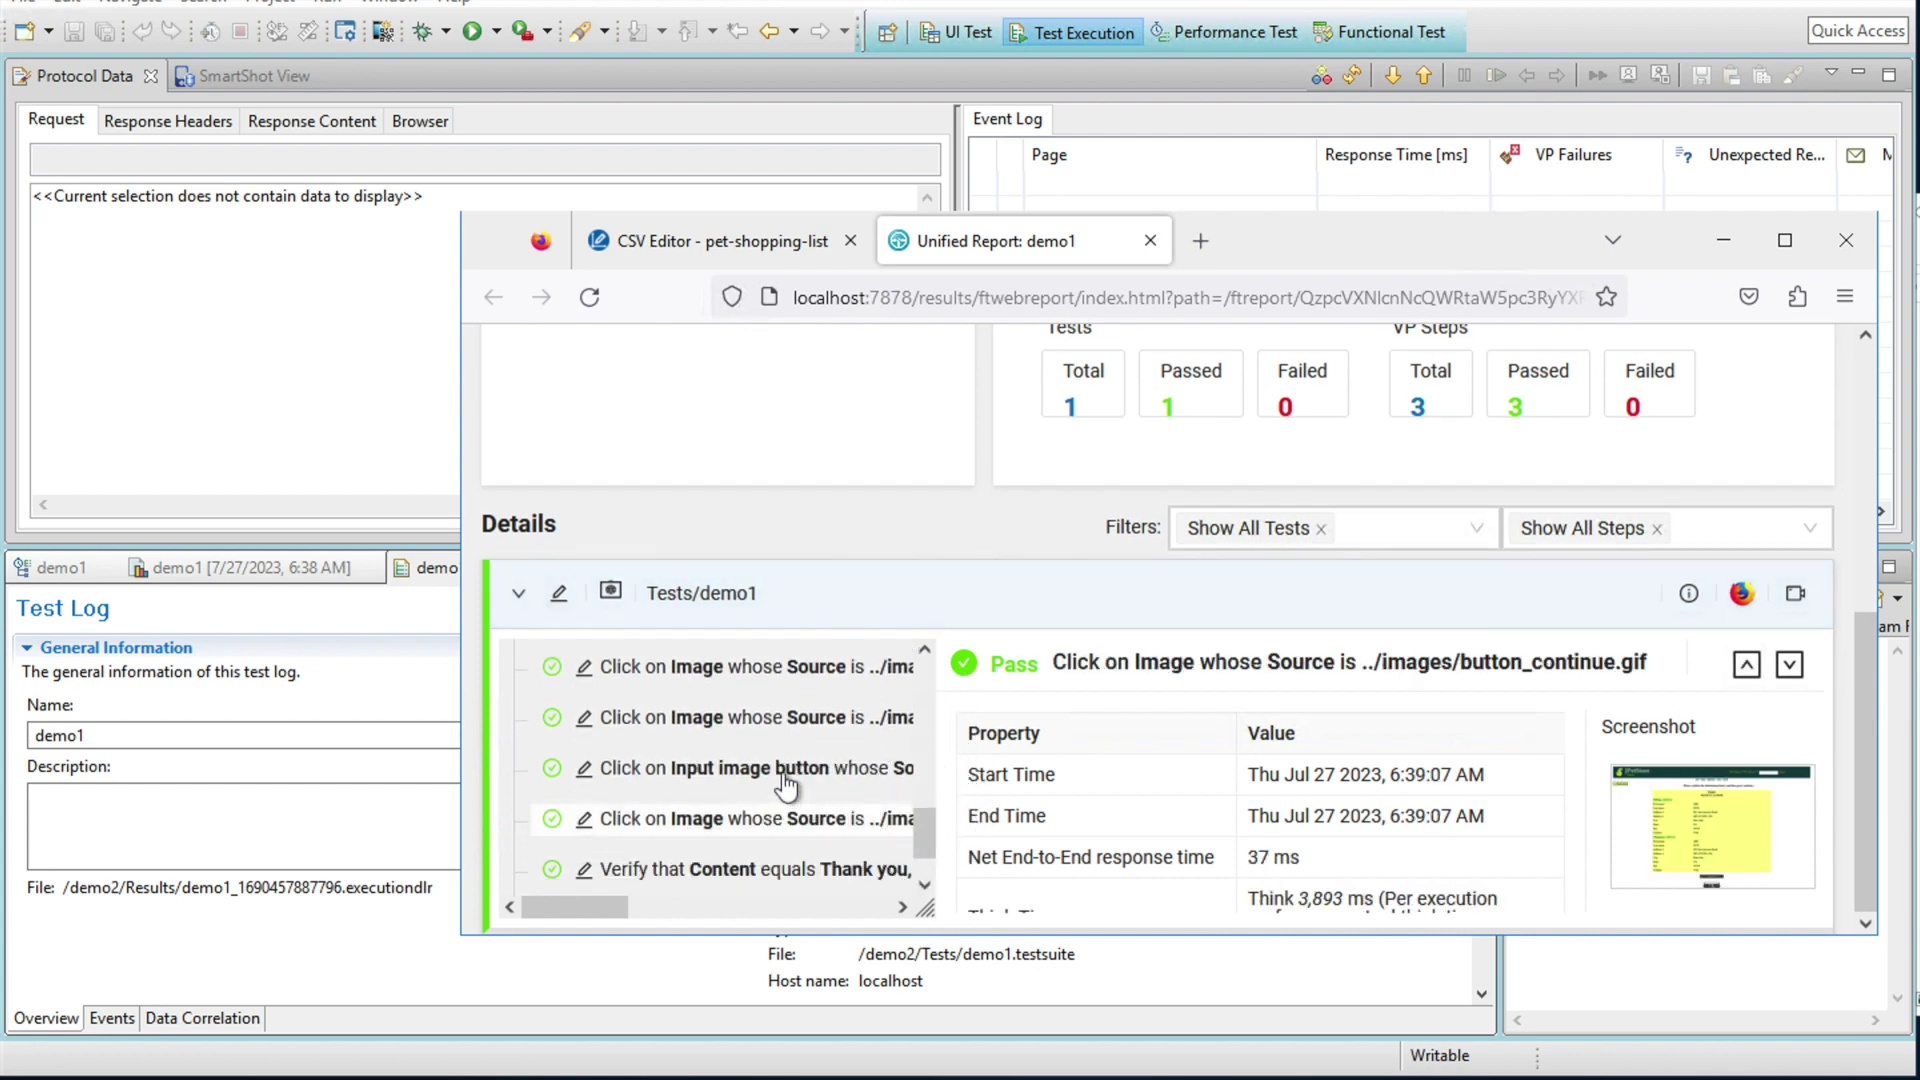 UI Test
Test Execution
Performance Test
Functional Test
Quick Access
Protocol Data
SmartShot View
Request
Response Headers
Response Content
Browser
<<Current selection does not contain data to display>>
Event Log
Page
Response Time [ms]
VP Failures
Unexpected Re...
CSV Editor - pet-shopping-list
Unified Report: demo1
localhost:7878/results/ftwebreport/index.html?path=/ftreport/QzpcVXNlcnNcQWRtaW5pc3RyYXR
Tests
VP Steps
Total
Passed
Failed
Total
Passed
Failed
1
1
0
3
3
0
Details
Filters:
Show All Tests
Show All Steps
Tests/demo1
Click on Image whose Source is ../ima
Click on Image whose Source is ../ima
Click on Input image button whose So
Click on Image whose Source is ../ima
Verify that Content equals Thank you,
Pass Click on Image whose Source is ../images/button_continue.gif
Property
Value
Start Time
Thu Jul 27 2023, 6:39:07 AM
End Time
Thu Jul 27 2023, 6:39:07 AM
Net End-to-End response time
37 ms
Think 3,893 ms (Per execution
Screenshot
demo1
demo1 [7/27/2023, 6:38 AM]
demo
Test Log
General Information
The general information of this test log.
Name:
demo1
Description:
File: /demo2/Results/demo1_1690457887796.executiondlr
File: /demo2/Tests/demo1.testsuite
Host name: localhost
Overview
Events
Data Correlation
Writable